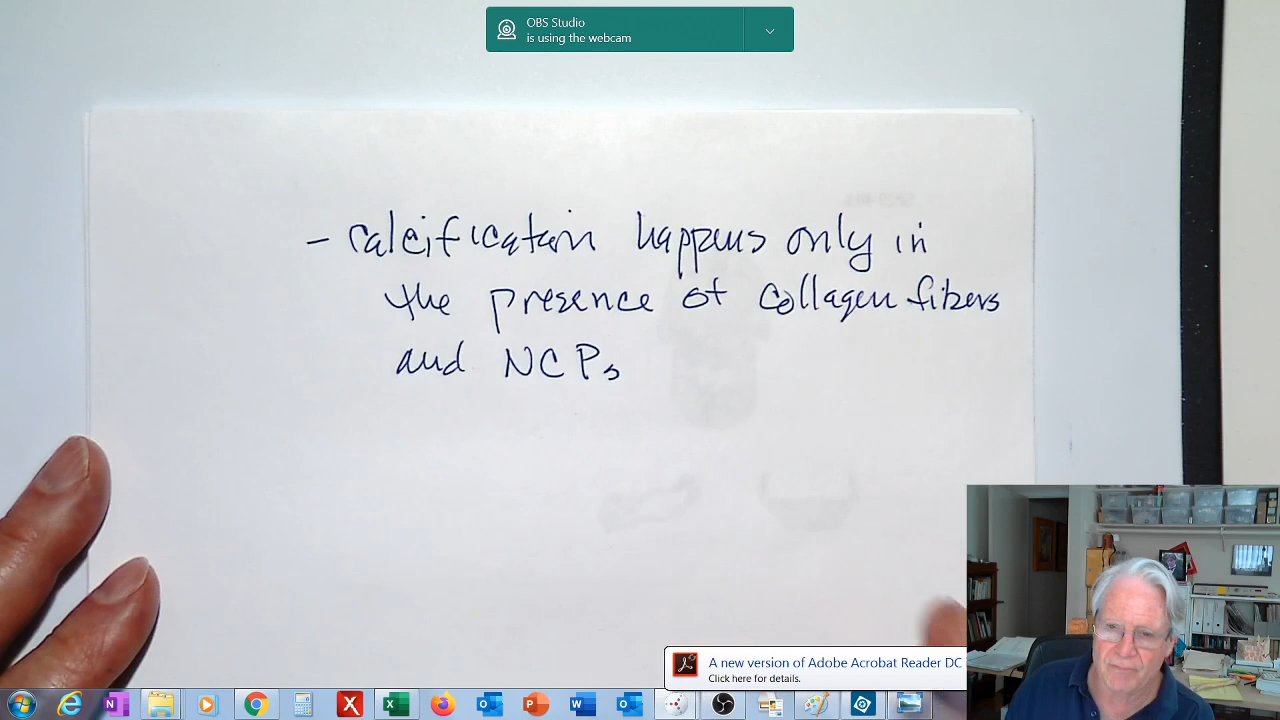 OBS Studio
is using the webcam
- calcification happens only in
the presence of collagen fibers
and NCPs
A new version of Adobe Acrobat Reader DC
Click here for details.